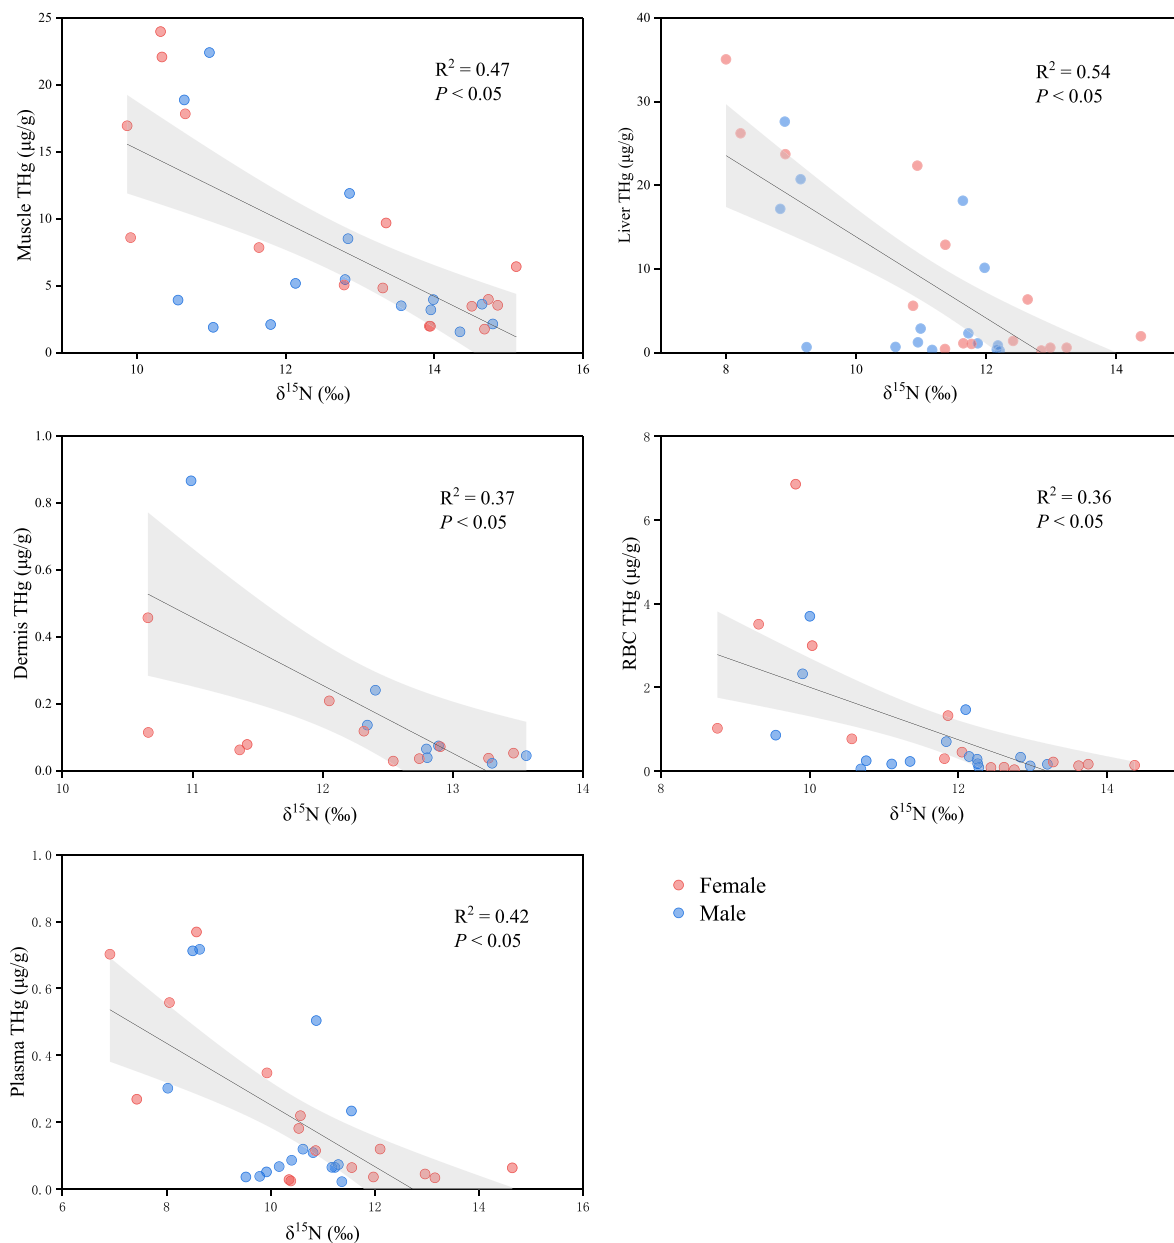 25
20
15
10
5
0
Muscle THg (μg/g)
R² = 0.47
P < 0.05
10
12
14
16
δ¹⁵N (‰)
40
30
20
10
0
Liver THg (μg/g)
R² = 0.54
P < 0.05
8
10
12
14
δ¹⁵N (‰)
1.0
0.8
0.6
0.4
0.2
0.0
Dermis THg (μg/g)
R² = 0.37
P < 0.05
10
11
12
13
14
δ¹⁵N (‰)
8
6
4
2
0
RBC THg (μg/g)
R² = 0.36
P < 0.05
8
10
12
14
δ¹⁵N (‰)
1.0
0.8
0.6
0.4
0.2
0.0
Plasma THg (μg/g)
R² = 0.42
P < 0.05
6
8
10
12
14
16
δ¹⁵N (‰)
Female
Male